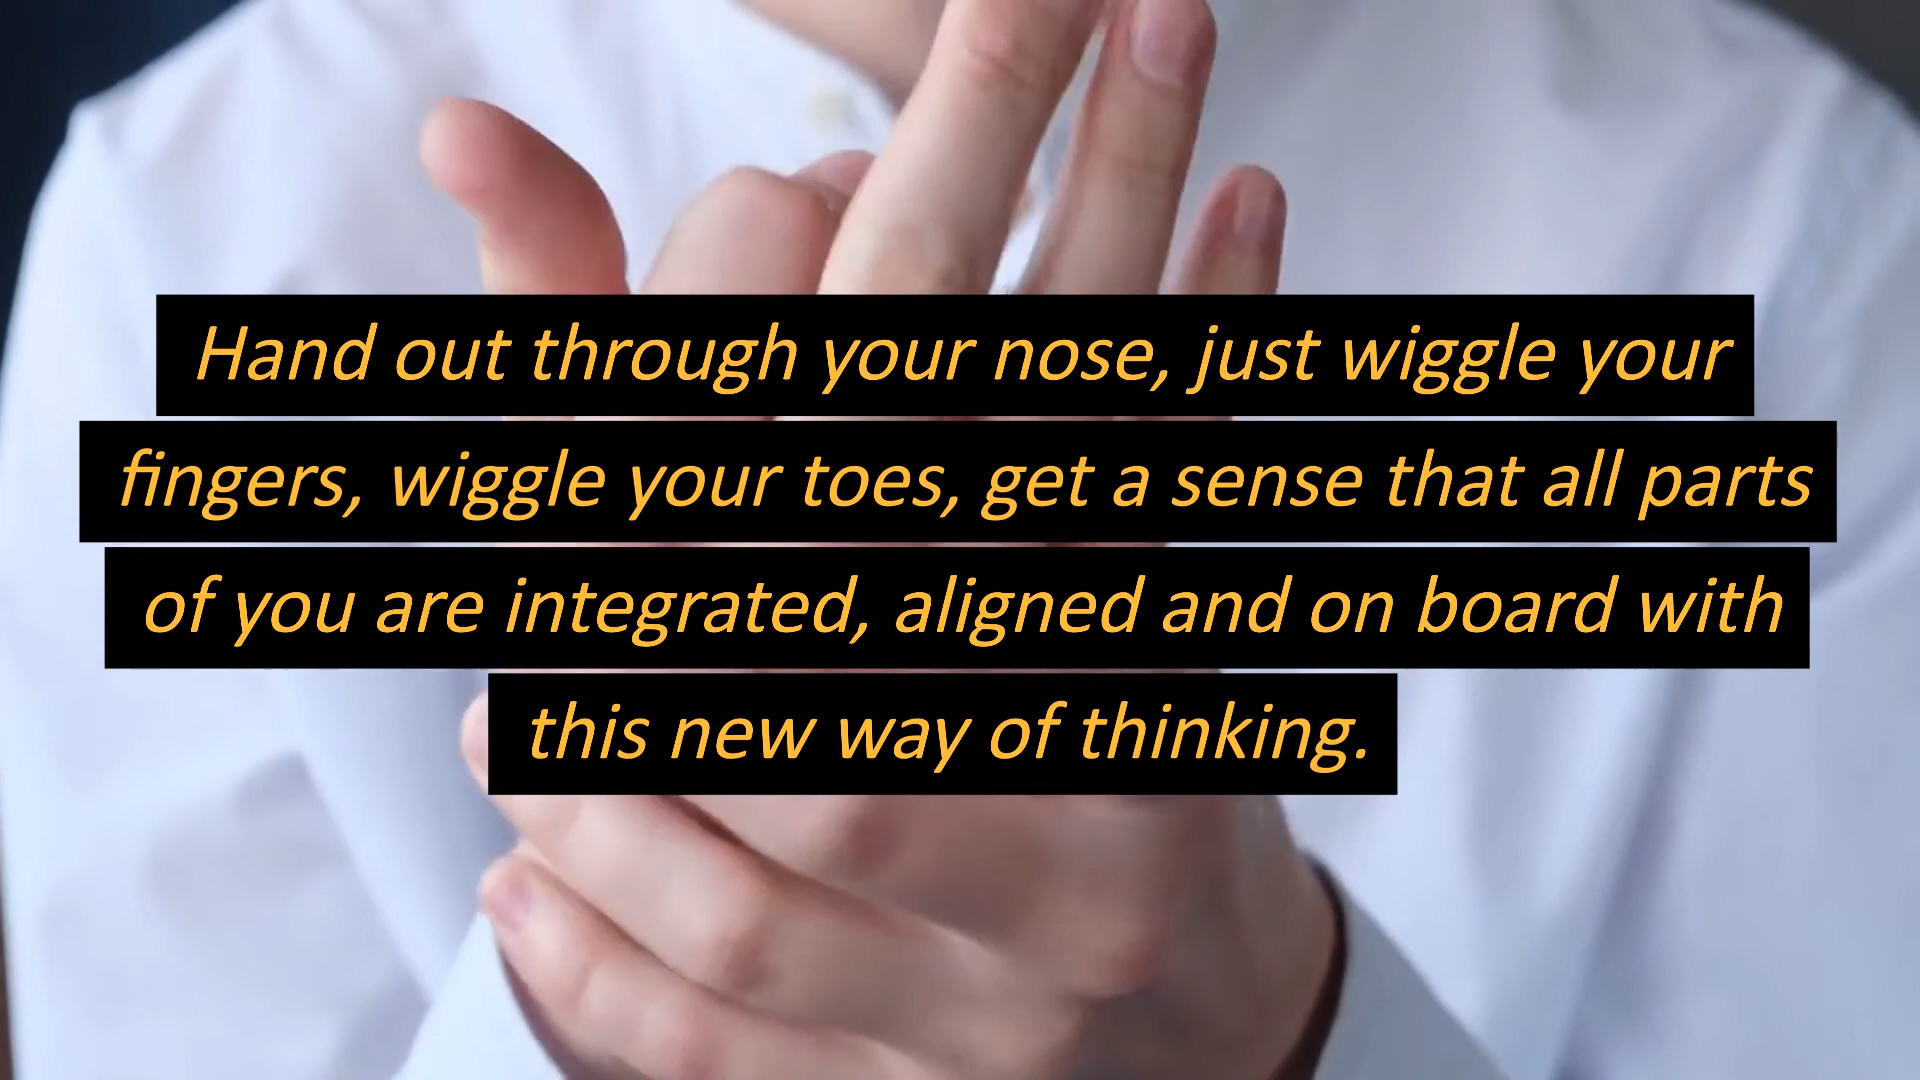 Hand out through your nose, just wiggle your
fingers, wiggle your toes, get a sense that all parts
of you are integrated, aligned and on board with
this new way of thinking.